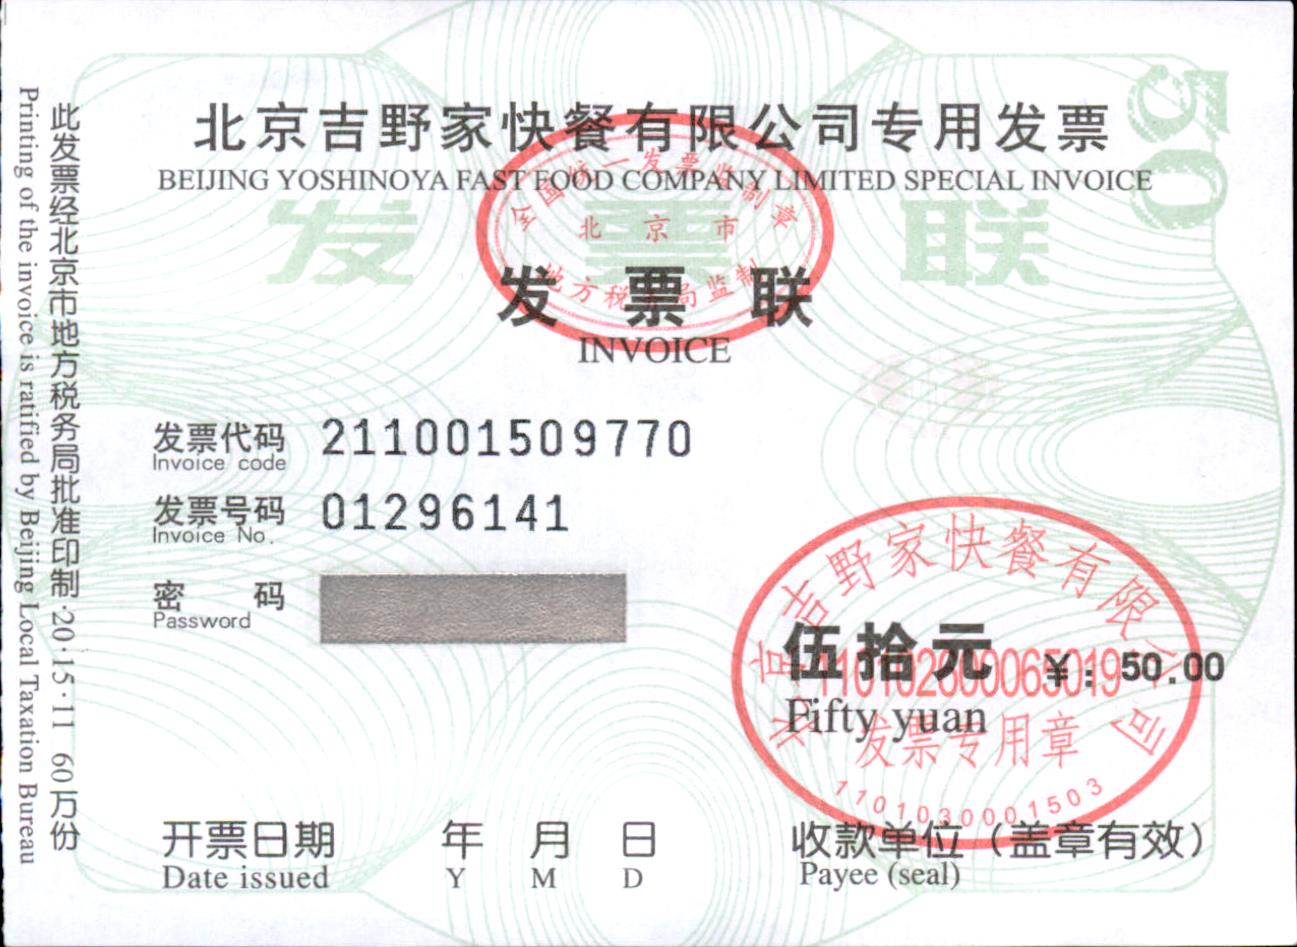 北京吉野家快餐有限公司专用发票
BEIJING YOSHINOYA FAST FOOD COMPANY LIMITED SPECIAL INVOICE
50
发票联
全国统一发票监制章
北京市
地方税务局监制
发票联
INVOICE
发票代码 211001509770
Invoice code
发票号码 01296141
Invoice No.
密码
Password
北京吉野家快餐有限公司
伍拾元 ¥: 50.00
110102600065019
Fifty yuan
发票专用章
1101030001503
开票日期 年 月 日
Date issued Y M D
收款单位(盖章有效)
Payee (seal)
此发票经北京市地方税务局批准印制·20·15·11 60万份
Printing of the invoice is ratified by Beijing Local Taxation Bureau